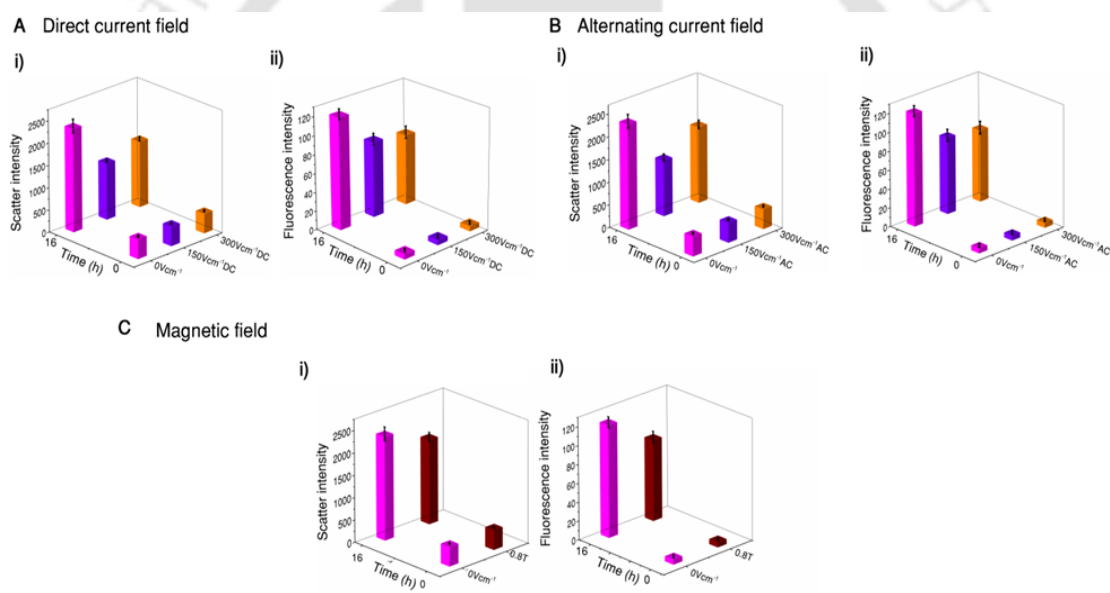 A Direct current field
B Alternating current field
i)
ii)
i)
ii)
Scatter intensity
2500
2000
1500
1000
500
0
16
Time (h)
0
0Vcm⁻¹
150Vcm⁻¹DC
300Vcm⁻¹DC
Fluorescence intensity
120
100
80
60
40
20
0
16
Time (h)
0
0Vcm⁻¹
150Vcm⁻¹DC
300Vcm⁻¹DC
Scatter intensity
2500
2000
1500
1000
500
0
16
Time (h)
0
0Vcm⁻¹
150Vcm⁻¹AC
300Vcm⁻¹AC
Fluorescence intensity
120
100
80
60
40
20
0
16
Time (h)
0
0Vcm⁻¹
150Vcm⁻¹AC
300Vcm⁻¹AC
C Magnetic field
i)
ii)
Scatter intensity
2500
2000
1500
1000
500
0
16
Time (h)
0
0Vcm⁻¹
0.8T
Fluorescence intensity
120
100
80
60
40
20
0
16
Time (h)
0
0Vcm⁻¹
0.8T